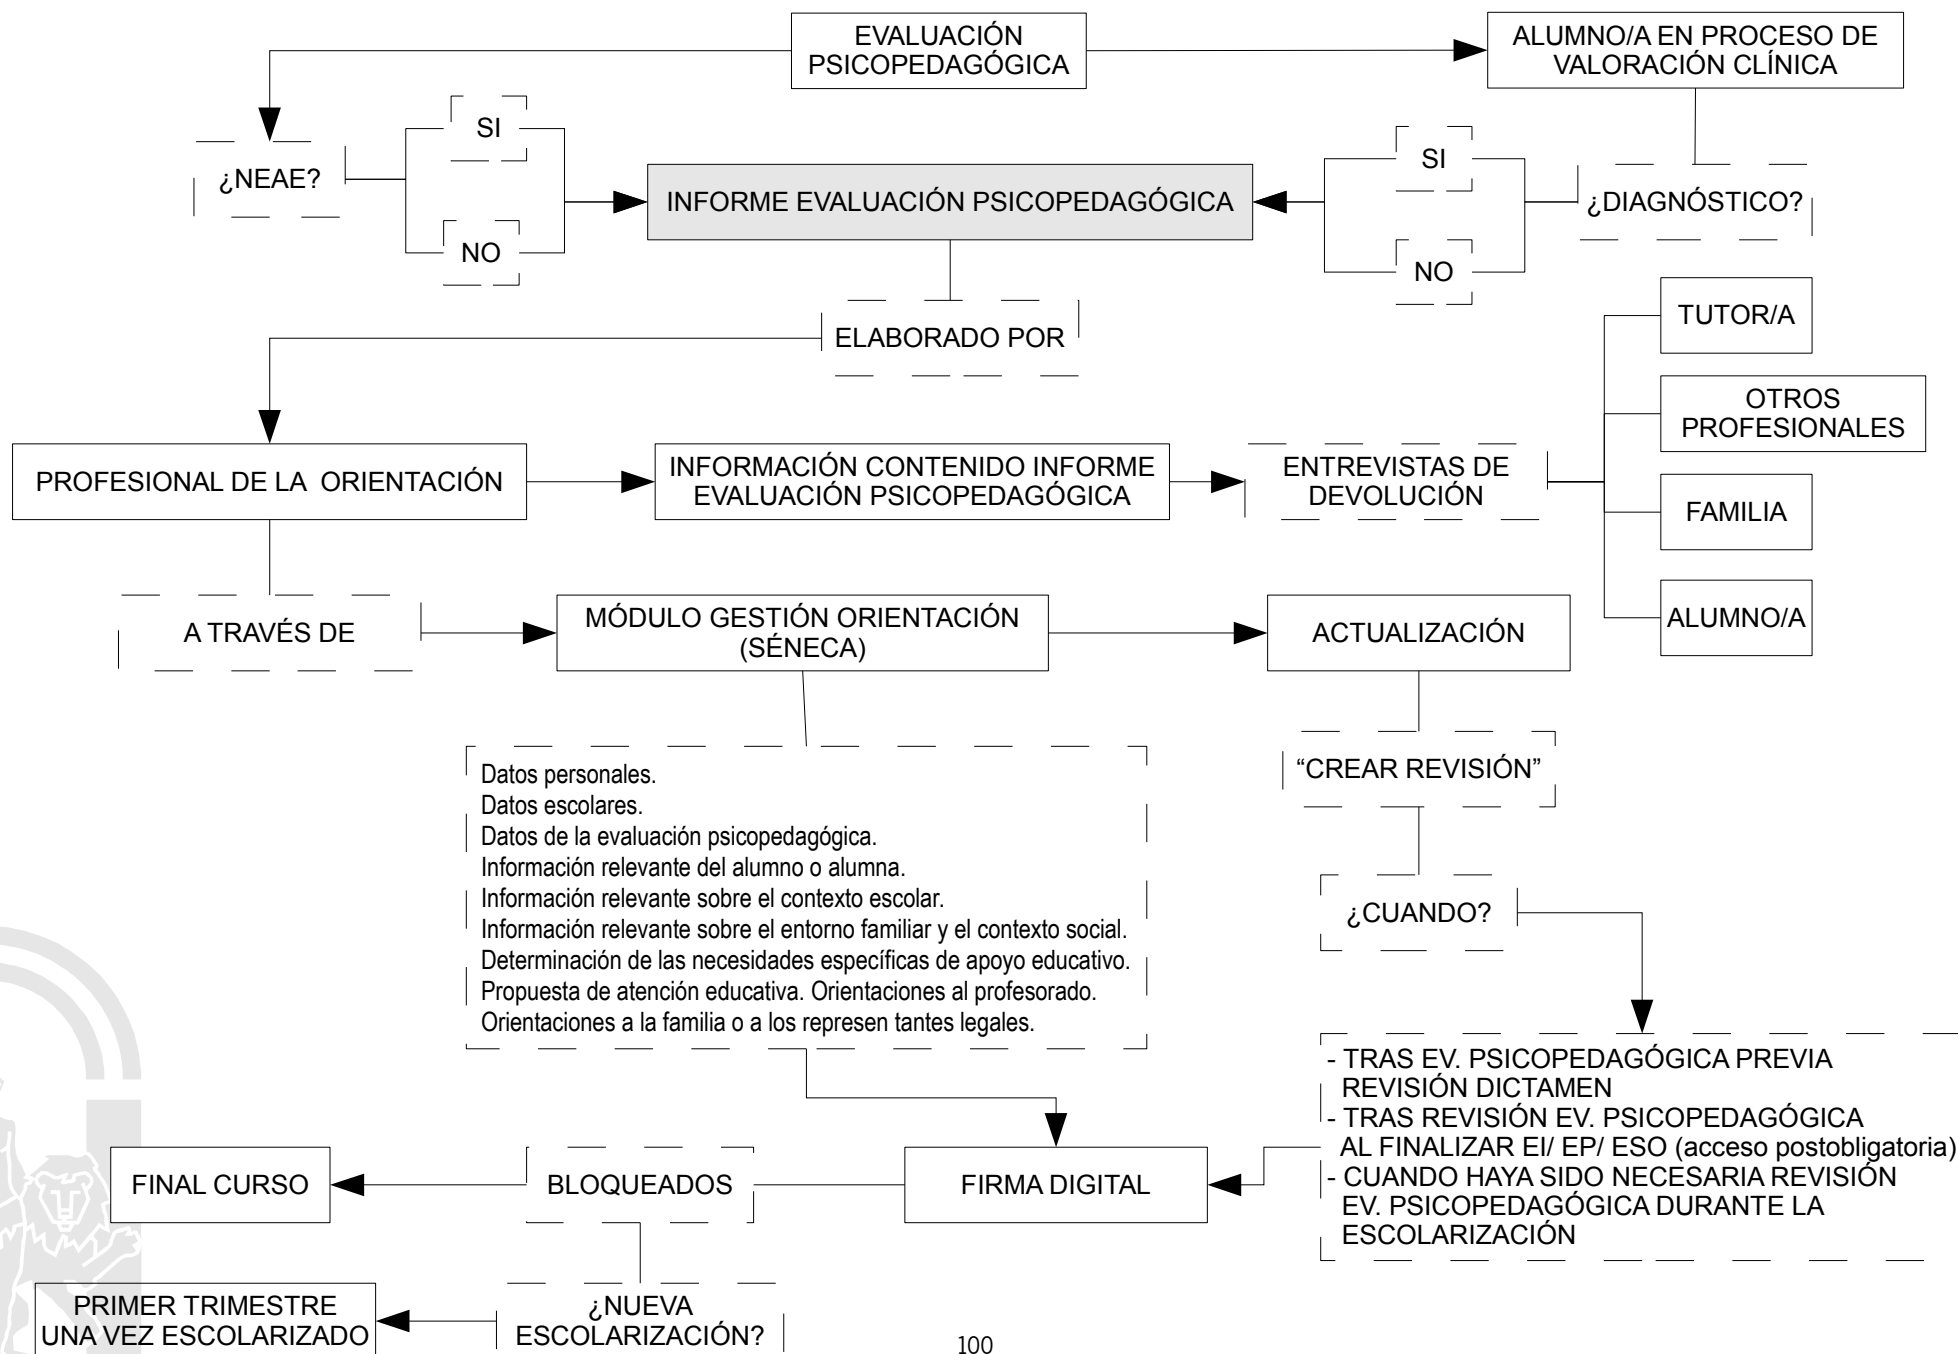 EVALUACIÓN
PSICOPEDAGÓGICA
ALUMNO/A EN PROCESO DE
VALORACIÓN CLÍNICA
¿NEAE?
SI
NO
INFORME EVALUACIÓN PSICOPEDAGÓGICA
SI
NO
¿DIAGNÓSTICO?
ELABORADO POR
TUTOR/A
OTROS
PROFESIONALES
FAMILIA
ALUMNO/A
PROFESIONAL DE LA ORIENTACIÓN
INFORMACIÓN CONTENIDO INFORME
EVALUACIÓN PSICOPEDAGÓGICA
ENTREVISTAS DE
DEVOLUCIÓN
A TRAVÉS DE
MÓDULO GESTIÓN ORIENTACIÓN
(SÉNECA)
ACTUALIZACIÓN
Datos personales.
Datos escolares.
Datos de la evaluación psicopedagógica.
Información relevante del alumno o alumna.
Información relevante sobre el contexto escolar.
Información relevante sobre el entorno familiar y el contexto social.
Determinación de las necesidades específicas de apoyo educativo.
Propuesta de atención educativa. Orientaciones al profesorado.
Orientaciones a la familia o a los represen tantes legales.
“CREAR REVISIÓN”
¿CUANDO?
- TRAS EV. PSICOPEDAGÓGICA PREVIA
REVISIÓN DICTAMEN
- TRAS REVISIÓN EV. PSICOPEDAGÓGICA
AL FINALIZAR EI/ EP/ ESO (acceso postobligatoria)
- CUANDO HAYA SIDO NECESARIA REVISIÓN
EV. PSICOPEDAGÓGICA DURANTE LA
ESCOLARIZACIÓN
FINAL CURSO
BLOQUEADOS
FIRMA DIGITAL
PRIMER TRIMESTRE
UNA VEZ ESCOLARIZADO
¿NUEVA
ESCOLARIZACIÓN?
100